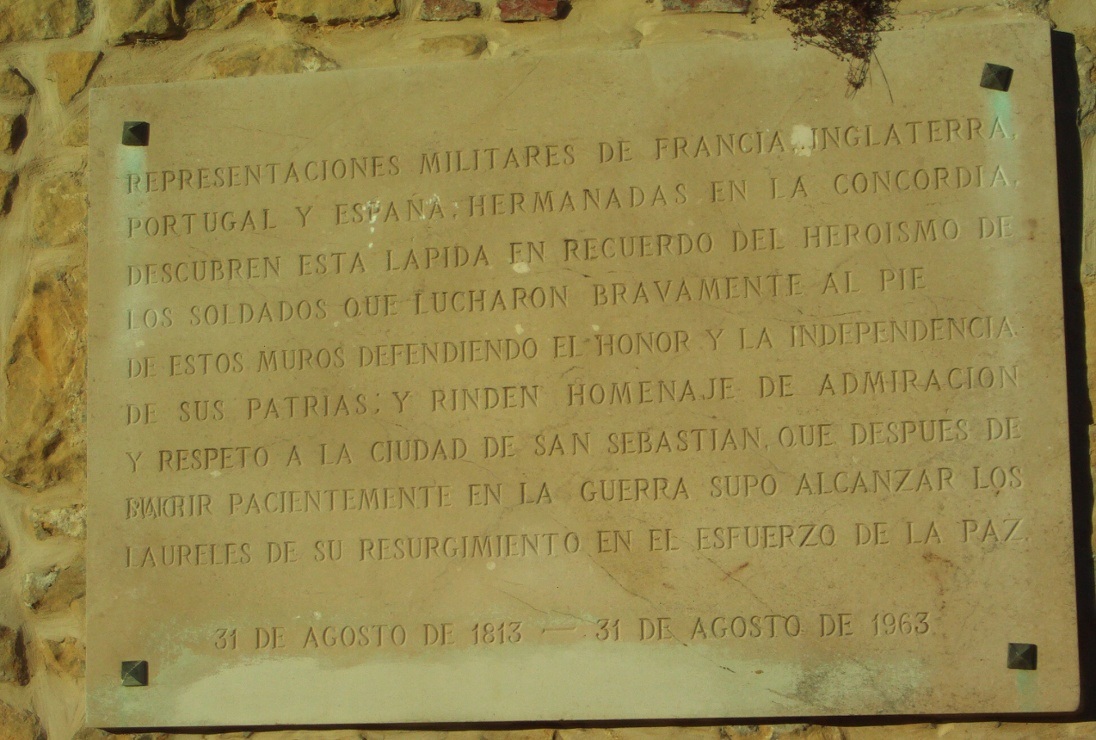 REPRESENTACIONES MILITARES DE FRANCIA, INGLATERRA,
PORTUGAL Y ESPAÑA, HERMANADAS EN LA CONCORDIA,
DESCUBREN ESTA LAPIDA EN RECUERDO DEL HEROISMO DE
LOS SOLDADOS QUE LUCHARON BRAVAMENTE AL PIE
DE ESTOS MUROS DEFENDIENDO EL HONOR Y LA INDEPENDENCIA
DE SUS PATRIAS; Y RINDEN HOMENAJE DE ADMIRACION
Y RESPETO A LA CIUDAD DE SAN SEBASTIAN, QUE DESPUES DE
PACIENTEMENTE EN LA GUERRA SUPO ALCANZAR LOS
LAURELES DE SU RESURGIMIENTO EN EL ESFUERZO DE LA PAZ.
31 DE AGOSTO DE 1813 — 31 DE AGOSTO DE 1963